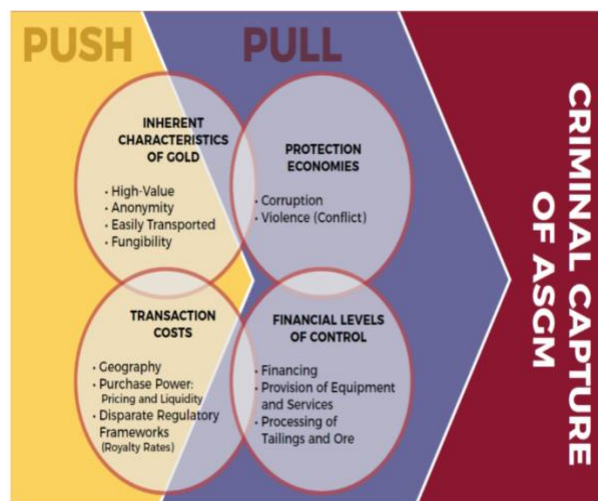 PUSH
PULL
INHERENT
CHARACTERISTICS
OF GOLD
• High-Value
• Anonymity
• Easily Transported
• Fungibility
PROTECTION
ECONOMIES
• Corruption
• Violence (Conflict)
TRANSACTION
COSTS
• Geography
• Purchase Power:
Pricing and Liquidity
• Disparate Regulatory
Frameworks
(Royalty Rates)
FINANCIAL LEVELS
OF CONTROL
• Financing
• Provision of Equipment
and Services
• Processing of
Tailings and Ore
CRIMINAL CAPTURE
OF ASGM